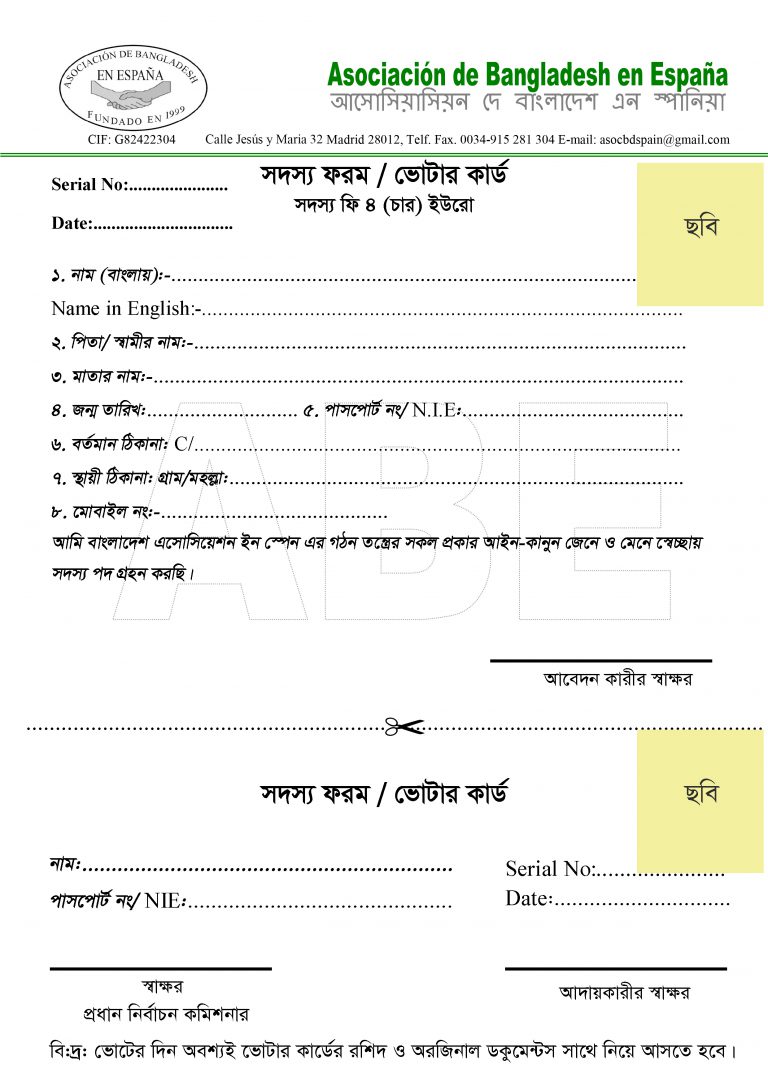 ASOCIACIÓN DE BANGLADESH
EN ESPAÑA
FUNDADO EN 1999
Asociación de Bangladesh en España
আসোসিয়াসিয়ন দে বাংলাদেশ এন স্পানিয়া
CIF: G82422304 Calle Jesús y Maria 32 Madrid 28012, Telf. Fax. 0034-915 281 304 E-mail: asocbdspain@gmail.com
সদস্য ফরম / ভোটার কার্ড
Serial No:.......................
সদস্য ফি ৪ (চার) ইউরো
Date:................................
ছবি
১. নাম (বাংলায়):-....................................................................................
Name in English:-.......................................................................................
২. পিতা/ স্বামীর নাম:-.........................................................................................
৩. মাতার নাম:-................................................................................................
৪. জন্ম তারিখ:............................ ৫. পাসপোর্ট নং/ N.I.E:........................................
৬. বর্তমান ঠিকানা: C/........................................................................................
৭. স্থায়ী ঠিকানা: গ্রাম/মহল্লা:..................................................................................
৮. মোবাইল নং:-.........................................
আমি বাংলাদেশ এসোসিয়েশন ইন স্পেন এর গঠন তন্ত্রের সকল প্রকার আইন-কানুন জেনে ও মেনে স্বেচ্ছায়
সদস্য পদ গ্রহন করছি।
ABE
আবেদন কারীর স্বাক্ষর
সদস্য ফরম / ভোটার কার্ড
ছবি
নাম:...............................................................
Serial No:......................
পাসপোর্ট নং/ NIE:.............................................
Date:..............................
স্বাক্ষর
প্রধান নির্বাচন কমিশনার
আদায়কারীর স্বাক্ষর
বি:দ্র: ভোটের দিন অবশ্যই ভোটার কার্ডের রশিদ ও অরজিনাল ডকুমেন্টস সাথে নিয়ে আসতে হবে।